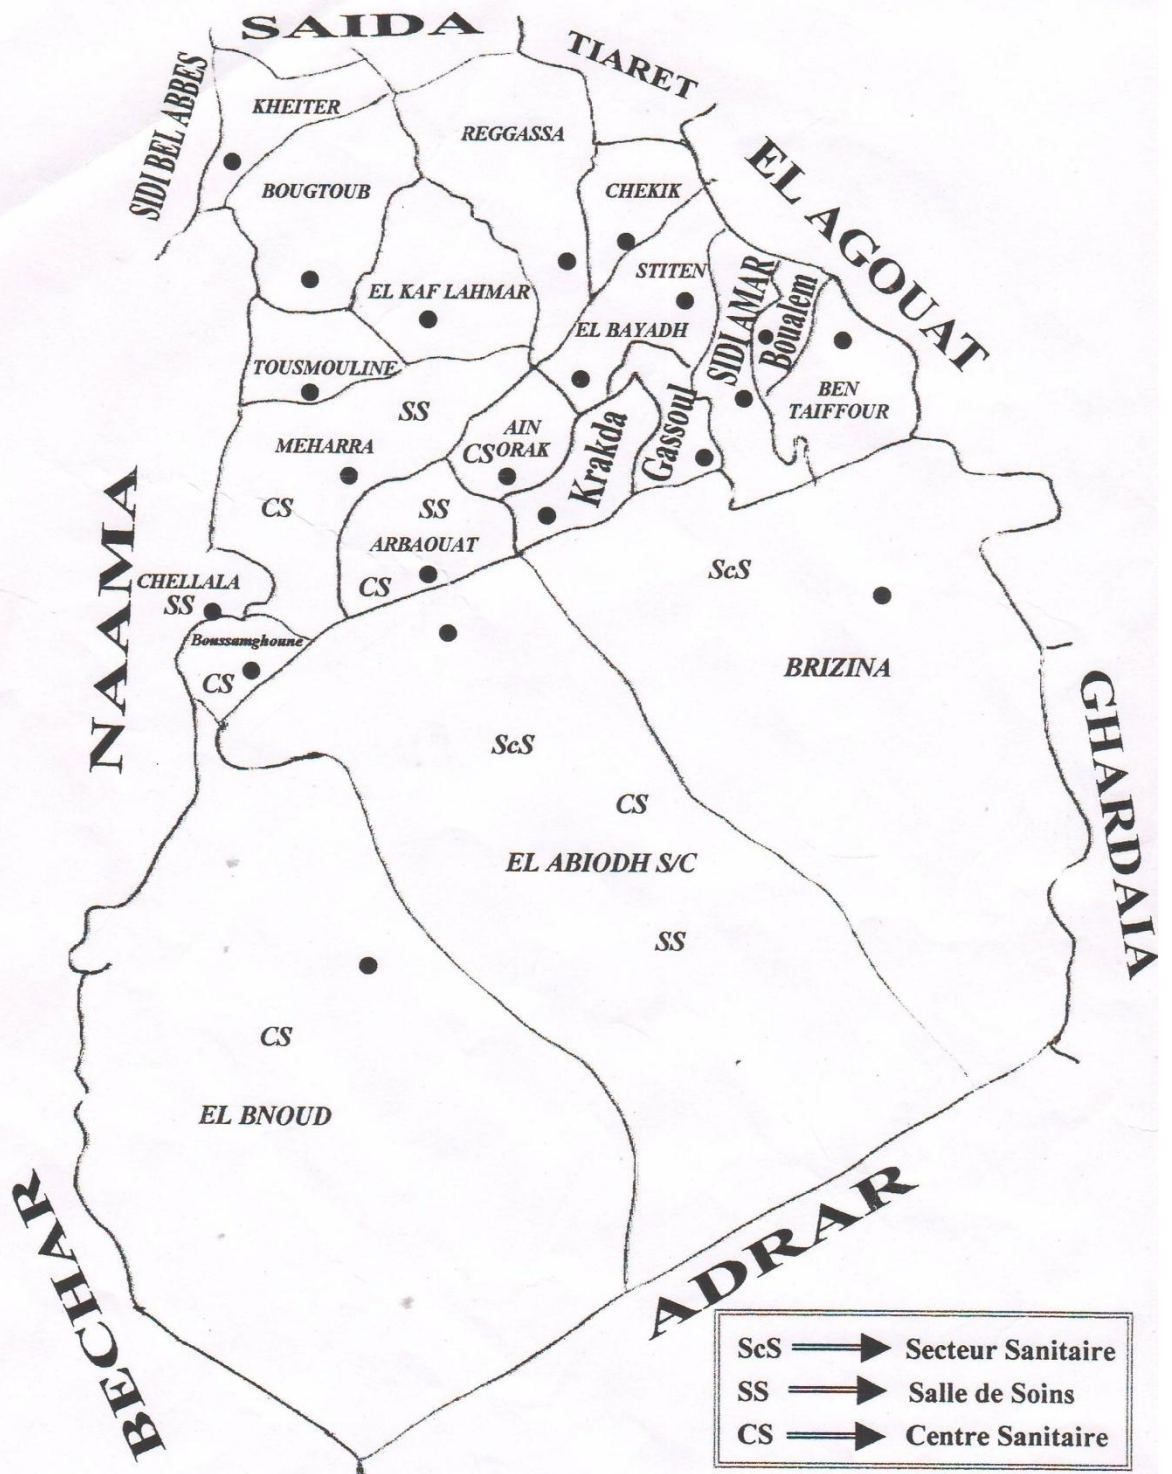 SAIDA
TIARET
SIDI BEL ABBES
KHEITER
REGGASSA
EL AGOUAT
BOUGTOUB
CHEKIK
STITEN
SIDI AMAR
Boualem
EL KAF LAHMAR
EL BAYADH
TOUSMOULINE
BEN
TAIFFOUR
SS
MEHARRA
AIN
CS ORAK
Krakda
Gassoul
CS
SS
ARBAOUAT
CS
NAAMA
CHELLALA
SS
Boussamghoune
CS
ScS
BRIZINA
GHARDAIA
ScS
CS
EL ABIODH S/C
SS
CS
EL BNOUD
BECHAR
ADRAR
ScS Secteur Sanitaire
SS Salle de Soins
CS Centre Sanitaire